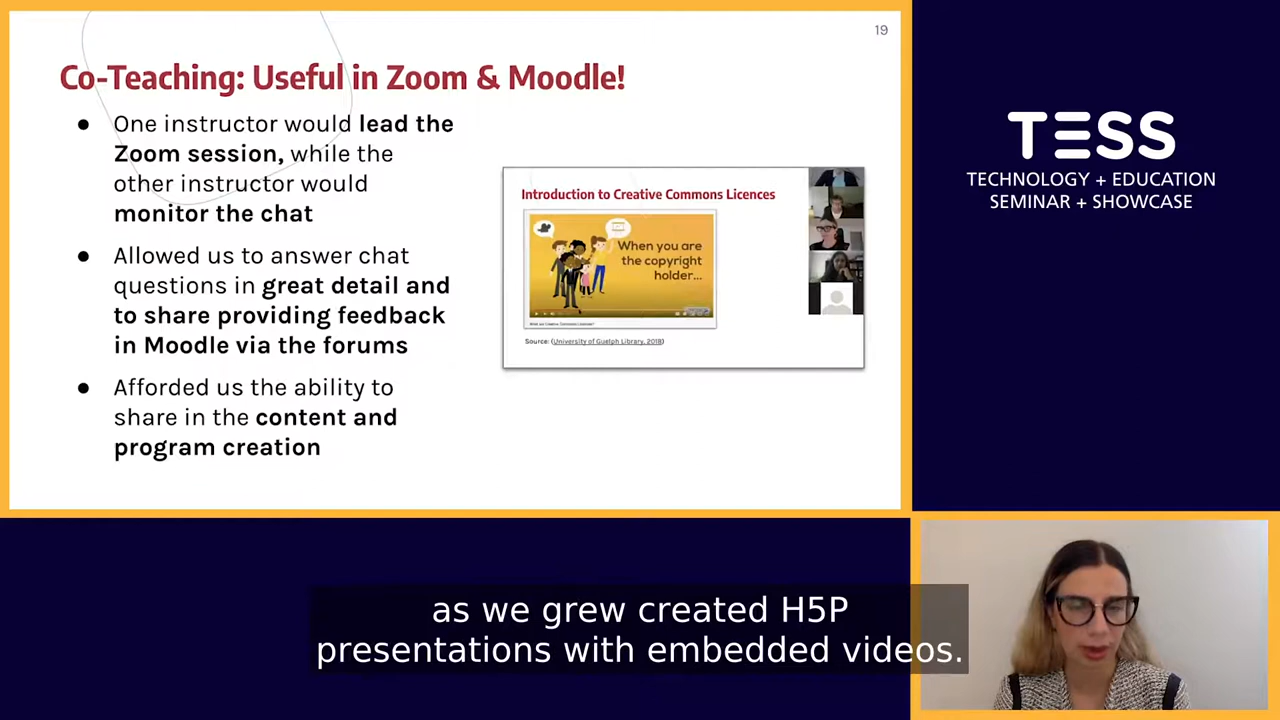 19
Co-Teaching: Useful in Zoom & Moodle!
● One instructor would lead the
Zoom session, while the
other instructor would
monitor the chat
● Allowed us to answer chat
questions in great detail and
to share providing feedback
in Moodle via the forums
● Afforded us the ability to
share in the content and
program creation
Introduction to Creative Commons Licences
When you are
the copyright
holder...
Source: (University of Guelph Library, 2018)
TESS
TECHNOLOGY + EDUCATION
SEMINAR + SHOWCASE
as we grew created H5P
presentations with embedded videos.